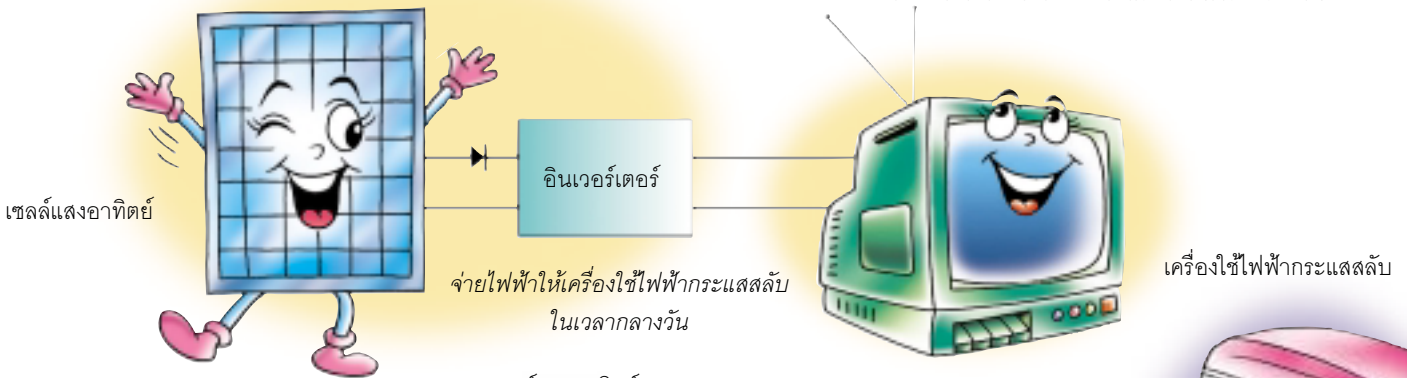 อินเวอร์เตอร์
เซลล์แสงอาทิตย์
จ่ายไฟฟ้าให้เครื่องใช้ไฟฟ้ากระแสสลับ
ในเวลากลางวัน
เครื่องใช้ไฟฟ้ากระแสสลับ